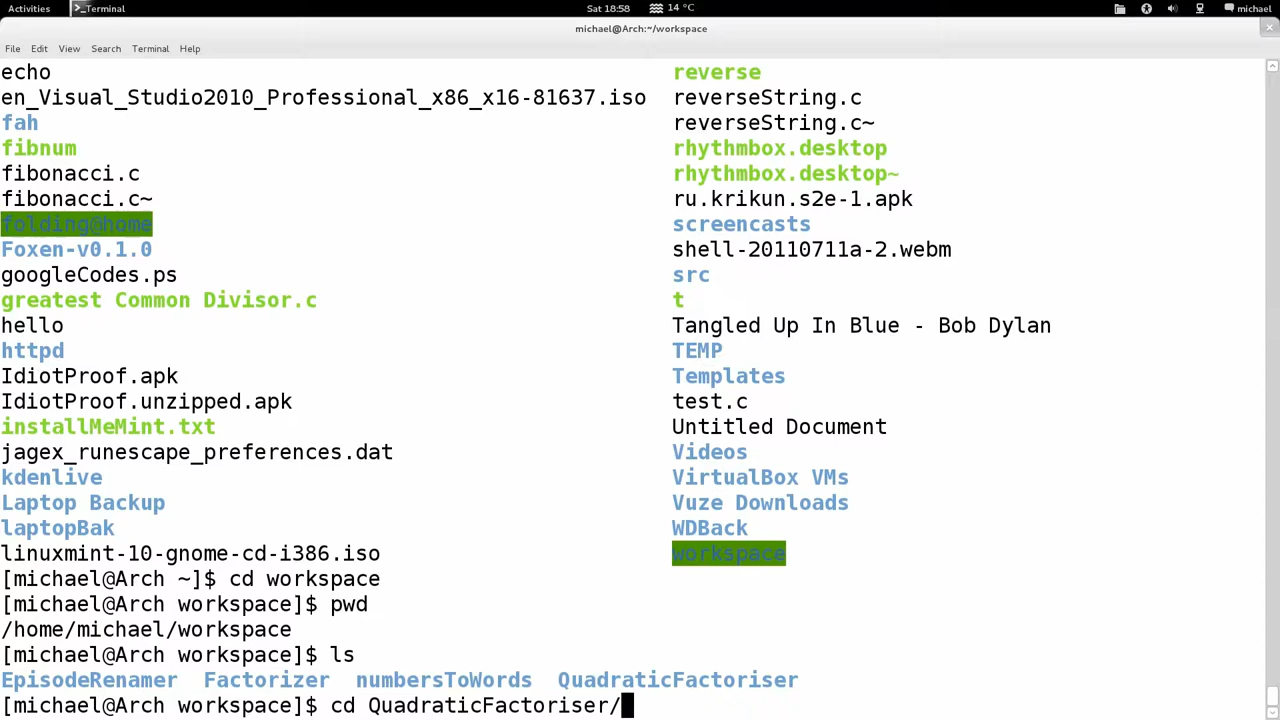 Activities Terminal Sat 18:58 14 °C michael
michael@Arch:~/workspace
File Edit View Search Terminal Help
echo reverse
en_Visual_Studio2010_Professional_x86_x16-81637.iso reverseString.c
fah reverseString.c~
fibnum rhythmbox.desktop
fibonacci.c rhythmbox.desktop~
fibonacci.c~ ru.krikun.s2e-1.apk
folding@home screencasts
Foxen-v0.1.0 shell-20110711a-2.webm
googleCodes.ps src
greatest Common Divisor.c t
hello Tangled Up In Blue - Bob Dylan
httpd TEMP
IdiotProof.apk Templates
IdiotProof.unzipped.apk test.c
installMeMint.txt Untitled Document
jagex_runescape_preferences.dat Videos
kdenlive VirtualBox VMs
Laptop Backup Vuze Downloads
laptopBak WDBack
linuxmint-10-gnome-cd-i386.iso workspace
[michael@Arch ~]$ cd workspace
[michael@Arch workspace]$ pwd
/home/michael/workspace
[michael@Arch workspace]$ ls
EpisodeRenamer Factorizer numbersToWords QuadraticFactoriser
[michael@Arch workspace]$ cd QuadraticFactoriser/